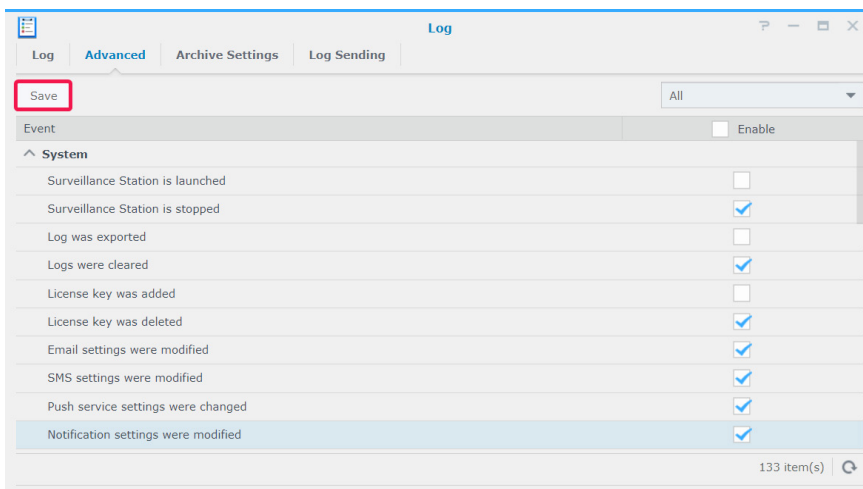 Log
Log Advanced Archive Settings Log Sending
Save All
Event Enable
System
Surveillance Station is launched
Surveillance Station is stopped
Log was exported
Logs were cleared
License key was added
License key was deleted
Email settings were modified
SMS settings were modified
Push service settings were changed
Notification settings were modified
133 item(s)